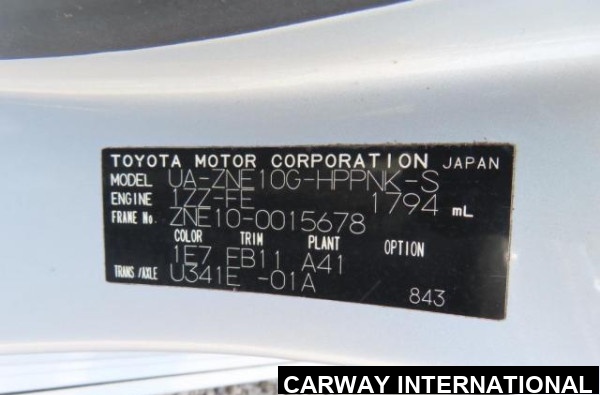 TOYOTA MOTOR CORPORATION JAPAN
MODEL UA-ZNE10G-HPPNK-S
ENGINE 1ZZ-FE 1794 mL
FRAME No. ZNE10-0015678
COLOR TRIM PLANT OPTION
1E7 FB11 A41
TRANS/AXLE U341E -01A
843
CARWAY INTERNATIONAL